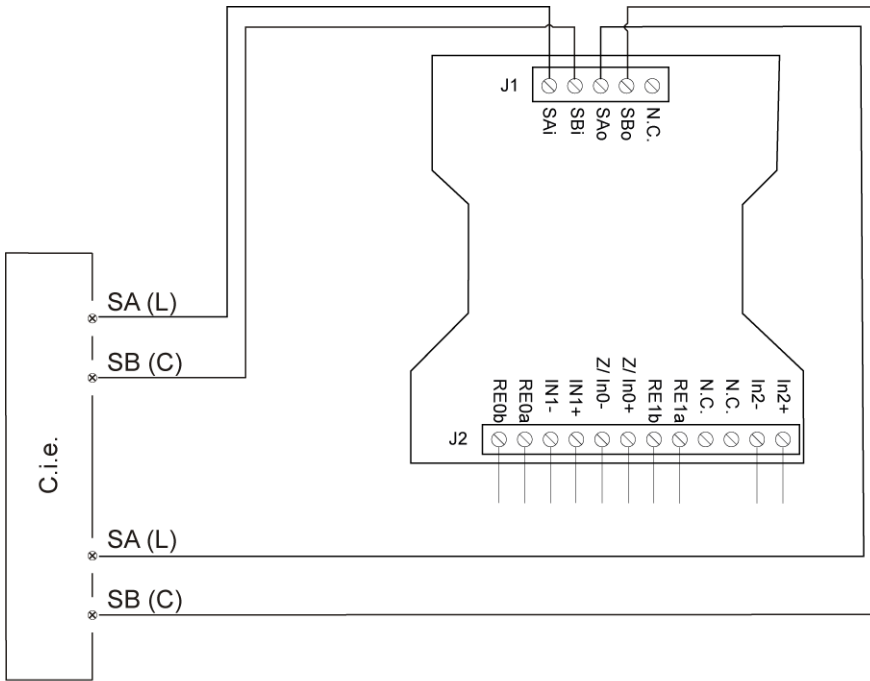 J1
SAi
SBi
SAo
SBo
N.C.
SA (L)
SB (C)
C.i.e.
SA (L)
SB (C)
J2
RE0b
RE0a
IN1-
IN1+
Z/ In0-
Z/ In0+
RE1b
RE1a
N.C.
N.C.
In2-
In2+